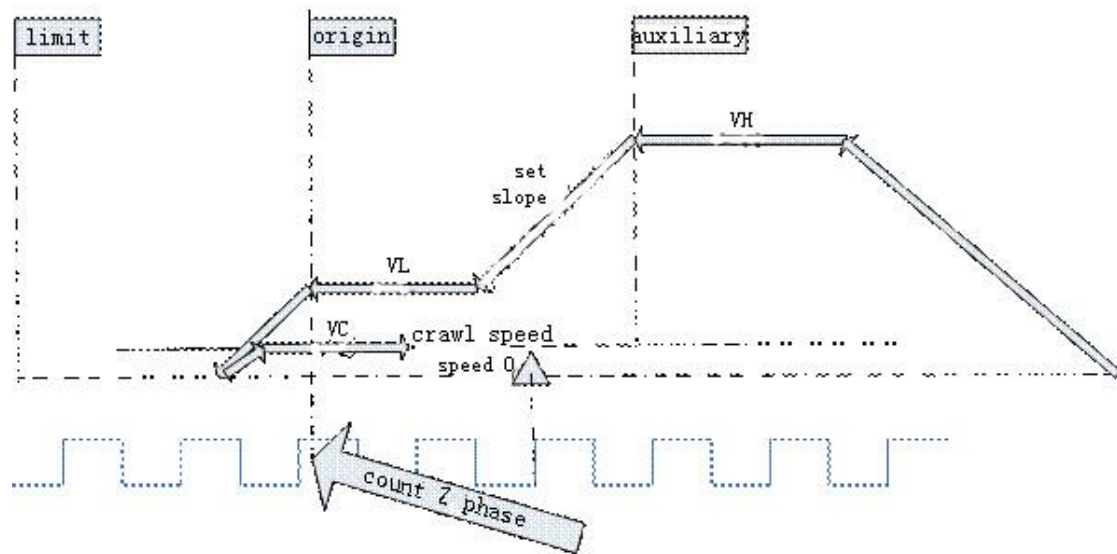 limit
origin
auxiliary
VH
set
slope
VL
VC
crawl speed
speed 0
count Z phase